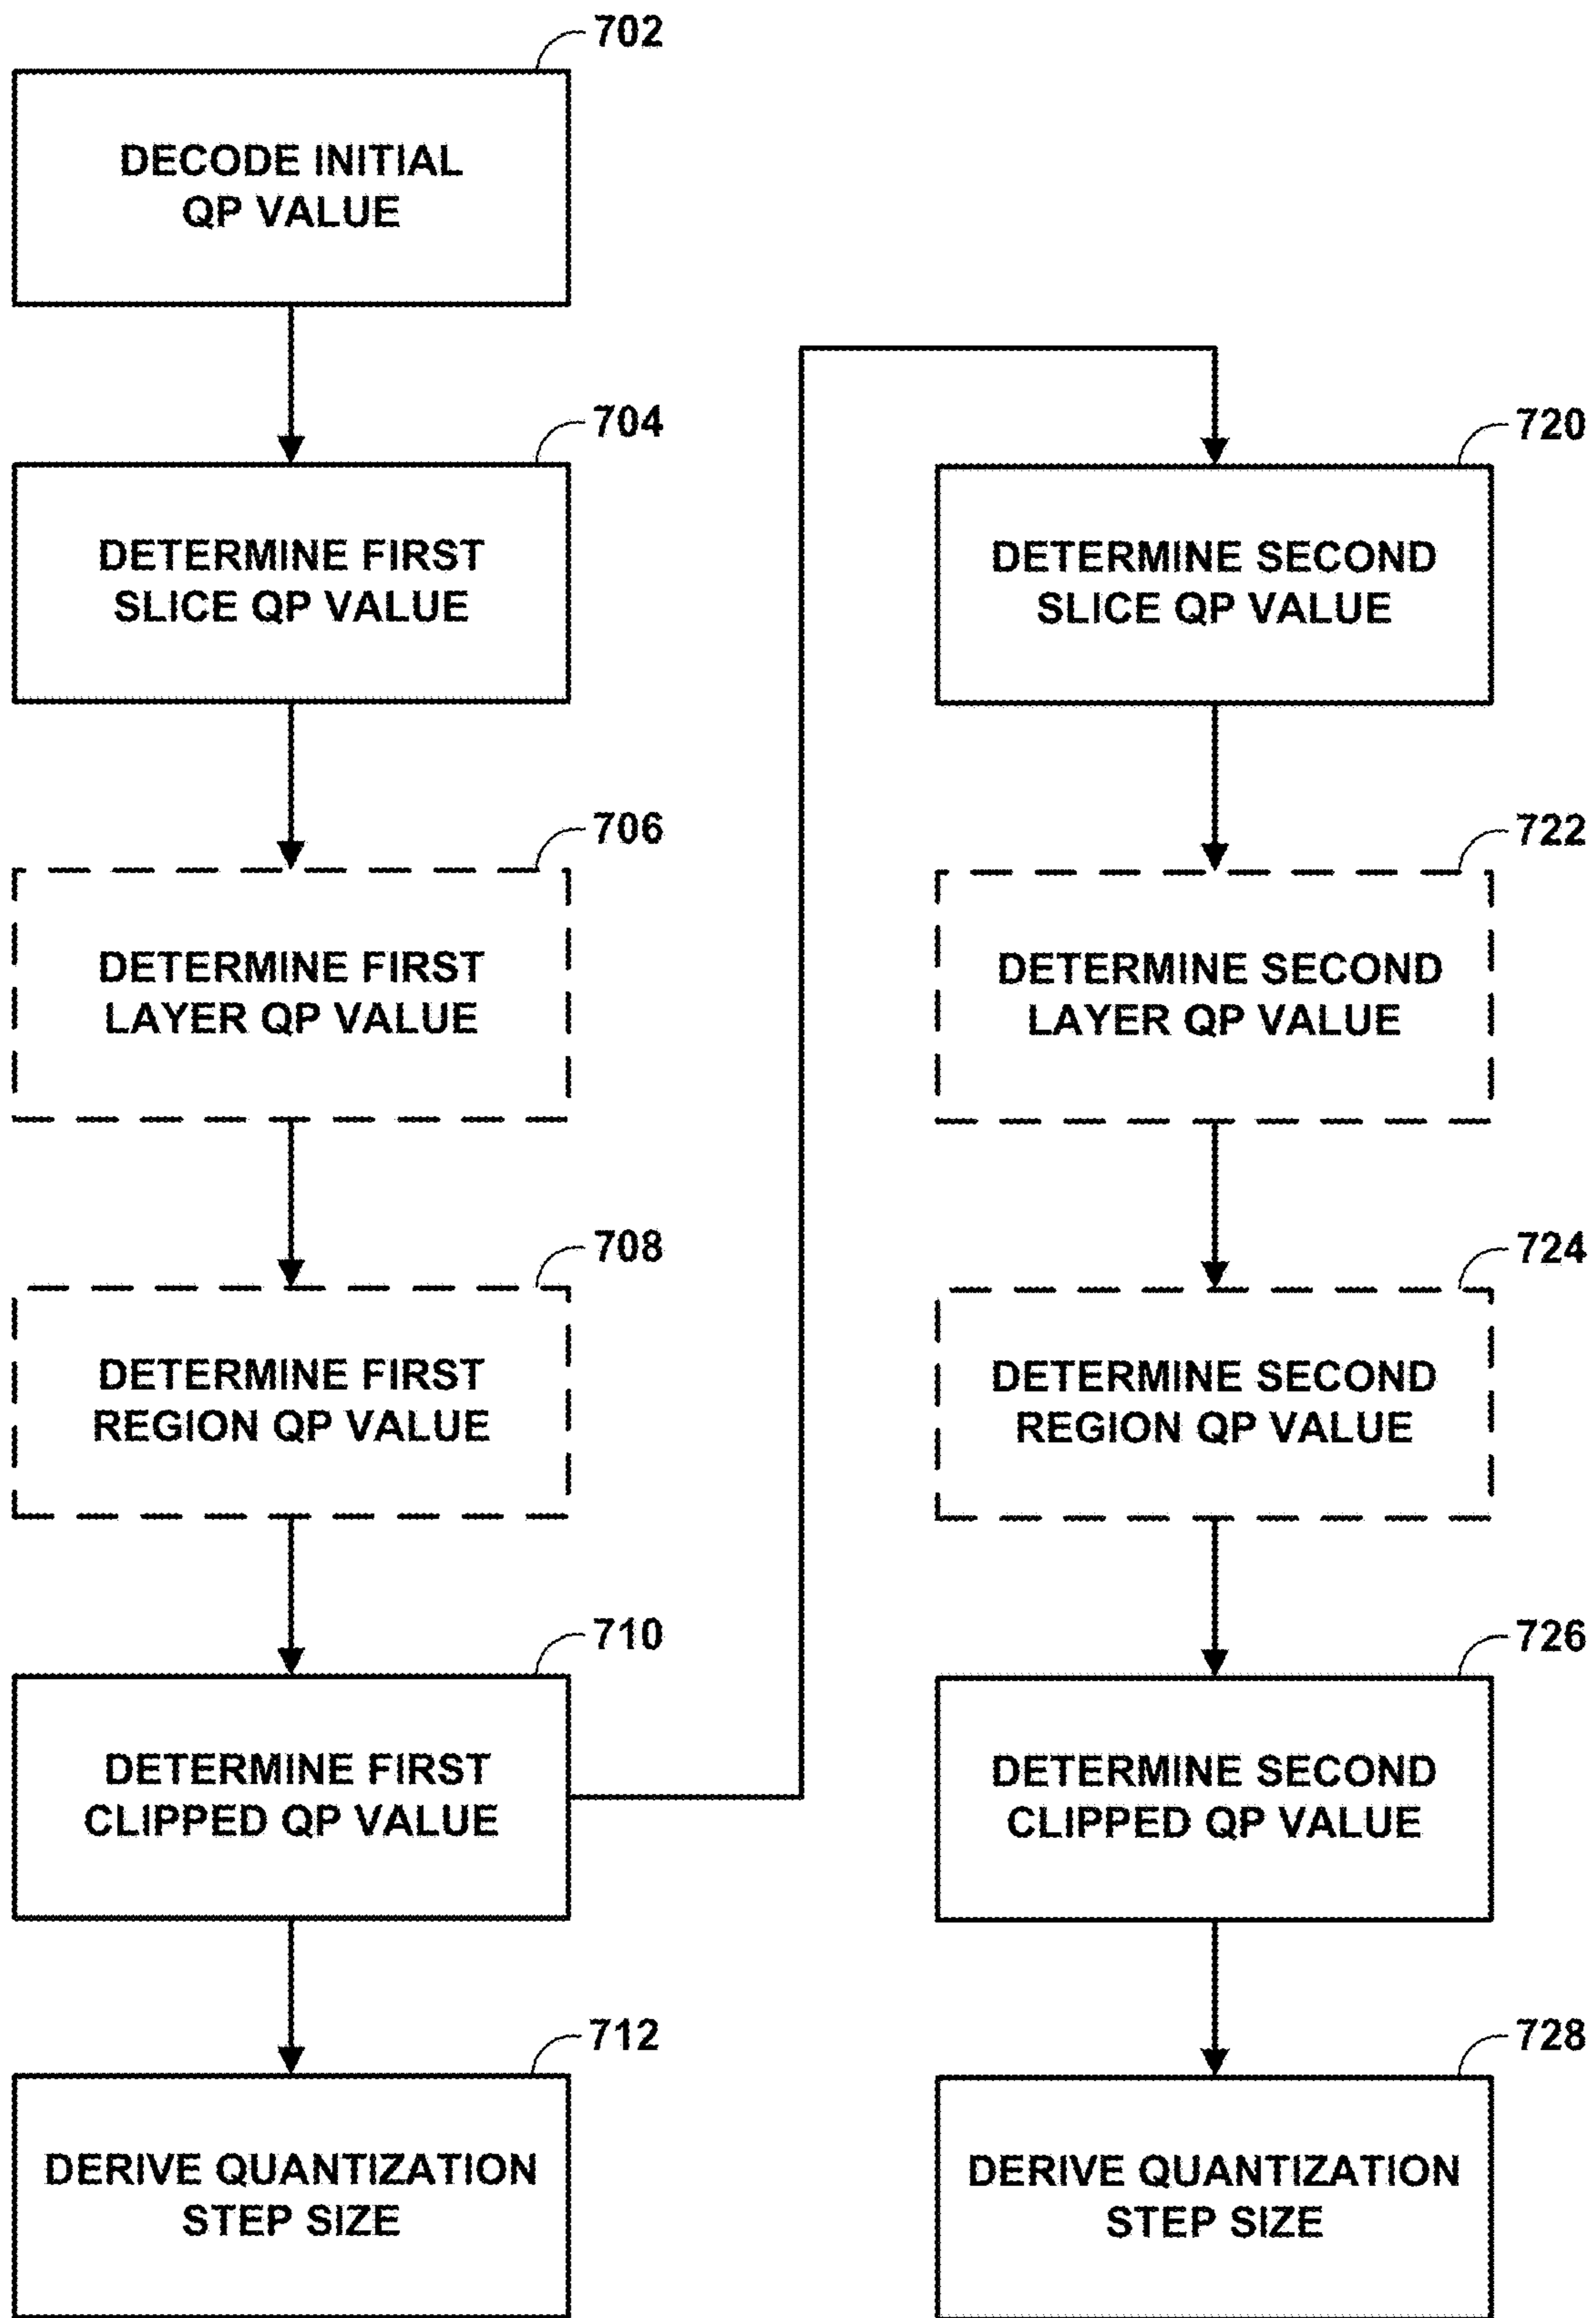 702
DECODE INITIAL
QP VALUE
704
DETERMINE FIRST
SLICE QP VALUE
706
DETERMINE FIRST
LAYER QP VALUE
708
DETERMINE FIRST
REGION QP VALUE
710
DETERMINE FIRST
CLIPPED QP VALUE
712
DERIVE QUANTIZATION
STEP SIZE
720
DETERMINE SECOND
SLICE QP VALUE
722
DETERMINE SECOND
LAYER QP VALUE
724
DETERMINE SECOND
REGION QP VALUE
726
DETERMINE SECOND
CLIPPED QP VALUE
728
DERIVE QUANTIZATION
STEP SIZE